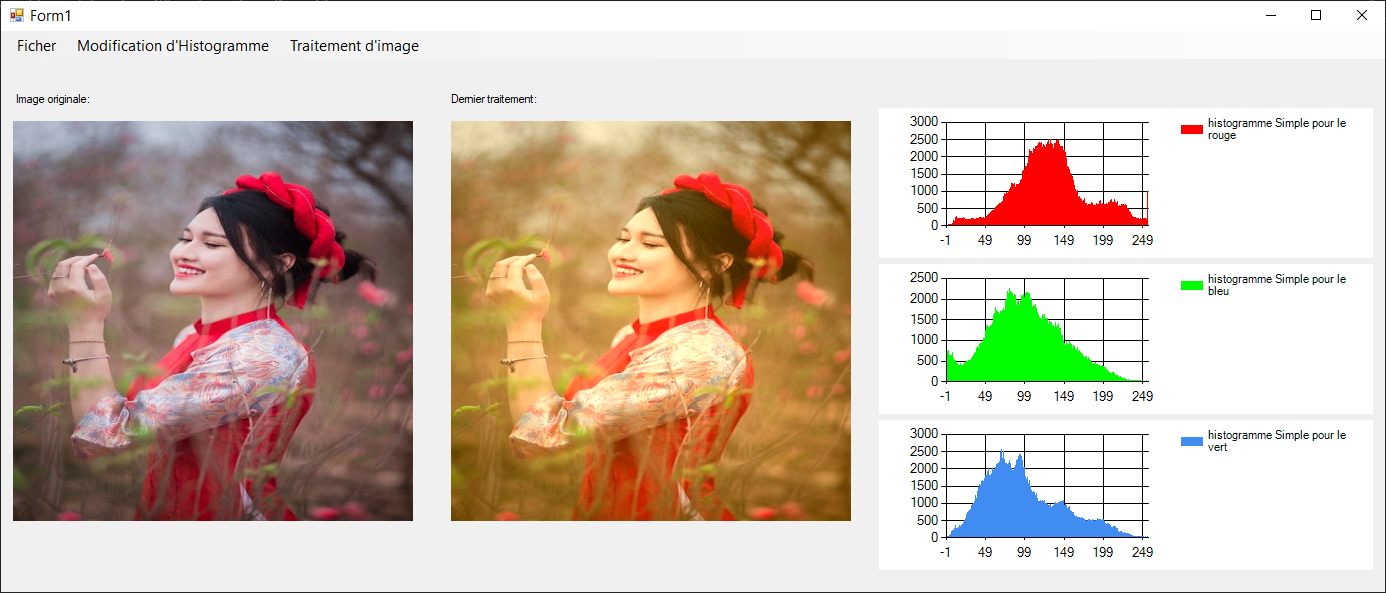 Form1
Ficher Modification d'Histogramme Traitement d'image
Image originale:
Dernier traitement:
3000
2500
2000
1500
1000
500
0
-1 49 99 149 199 249
histogramme Simple pour le
rouge
2500
2000
1500
1000
500
0
-1 49 99 149 199 249
histogramme Simple pour le
bleu
3000
2500
2000
1500
1000
500
0
-1 49 99 149 199 249
histogramme Simple pour le
vert